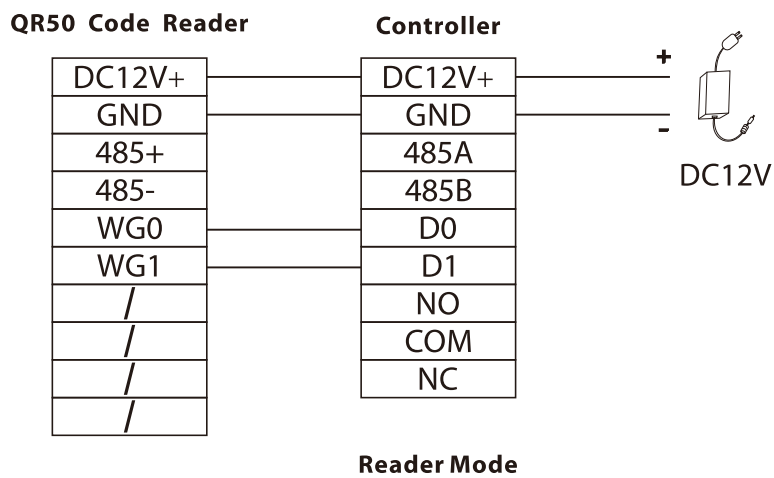 QR50 Code Reader
Controller
DC12V+
GND
485+
485-
WG0
WG1
/
/
/
/
DC12V+
GND
485A
485B
D0
D1
NO
COM
NC
+
-
DC12V
Reader Mode